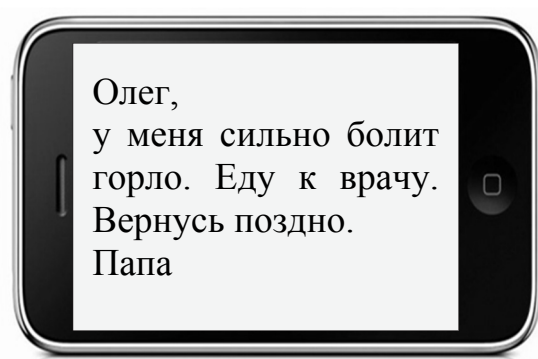 Олег,
у меня сильно болит
горло. Еду к врачу.
Вернусь поздно.
Папа